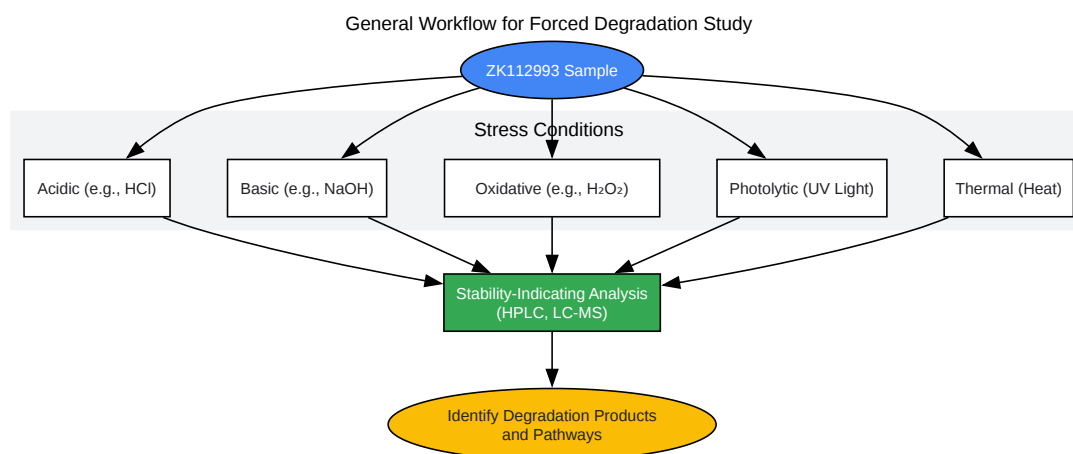 General Workflow for Forced Degradation Study
ZK112993 Sample
Stress Conditions
Acidic (e.g., HCl)
Basic (e.g., NaOH)
Oxidative (e.g., H₂O₂)
Photolytic (UV Light)
Thermal (Heat)
Stability-Indicating Analysis
(HPLC, LC-MS)
Identify Degradation Products
and Pathways